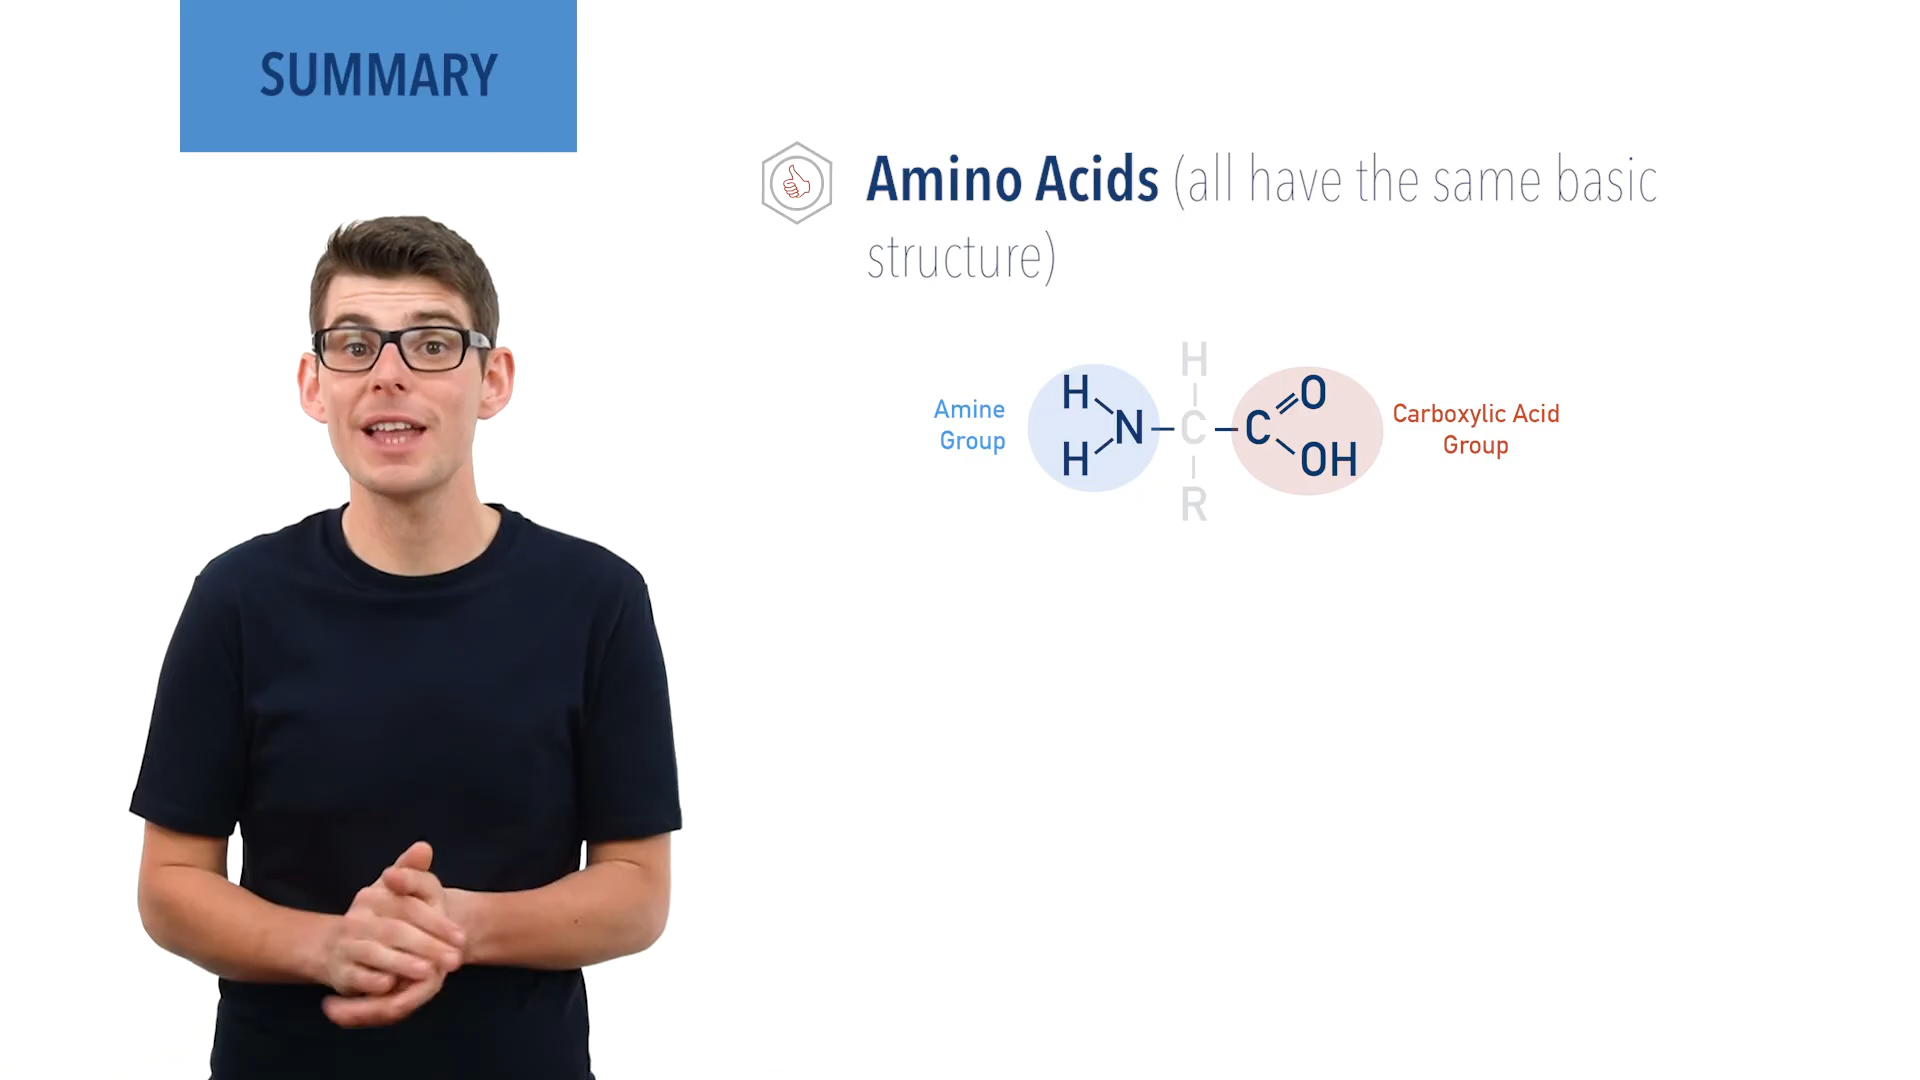 SUMMARY
Amino Acids (all have the same basic
structure)
Amine
Group
H
H
N
H
C
R
C
O
OH
Carboxylic Acid
Group